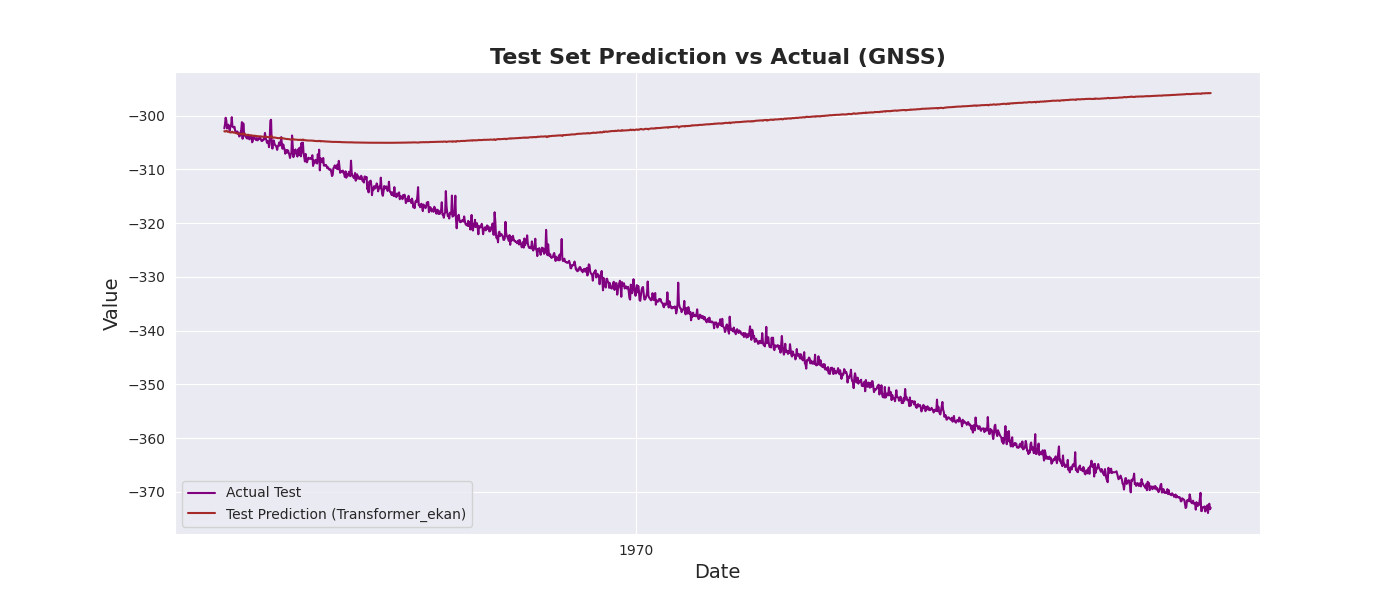 Test Set Prediction vs Actual (GNSS)
Value
−300
−310
−320
−330
−340
−350
−360
−370
Actual Test
Test Prediction (Transformer_ekan)
1970
Date